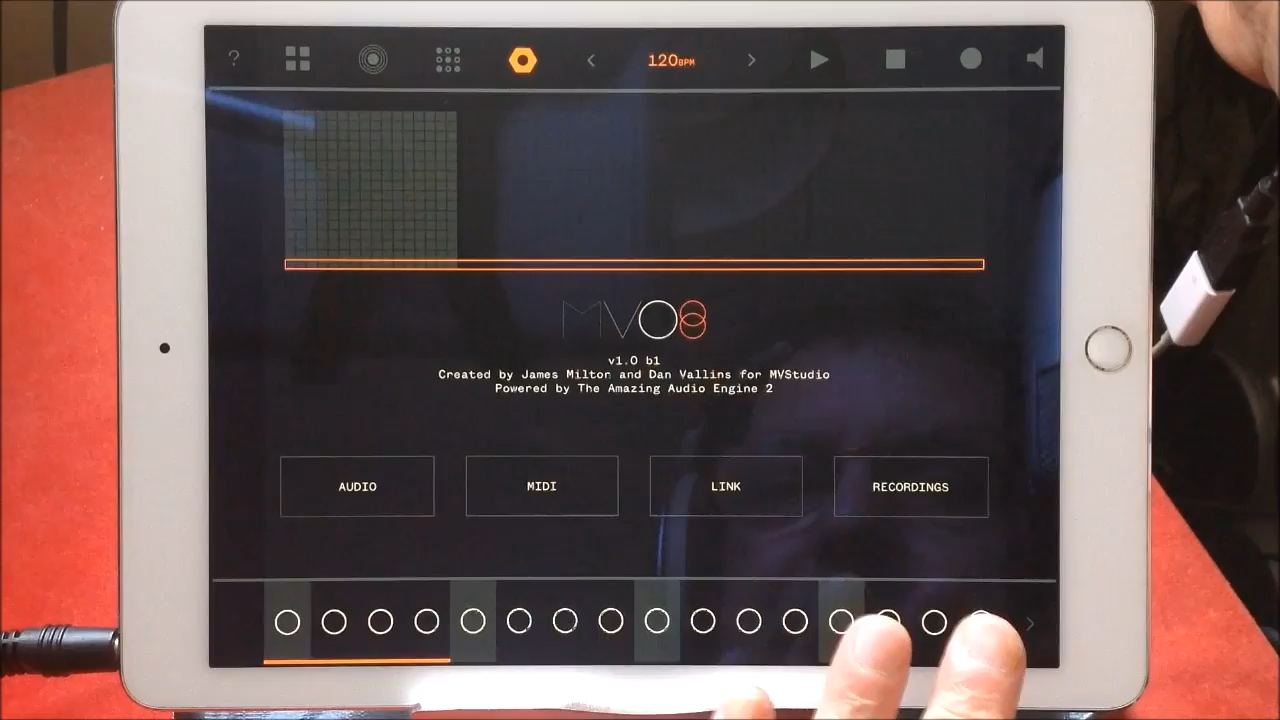 ?
120BPM
MV08
v1.0 b1
Created by James Milton and Dan Vallins for MVStudio
Powered by The Amazing Audio Engine 2
AUDIO MIDI LINK RECORDINGS